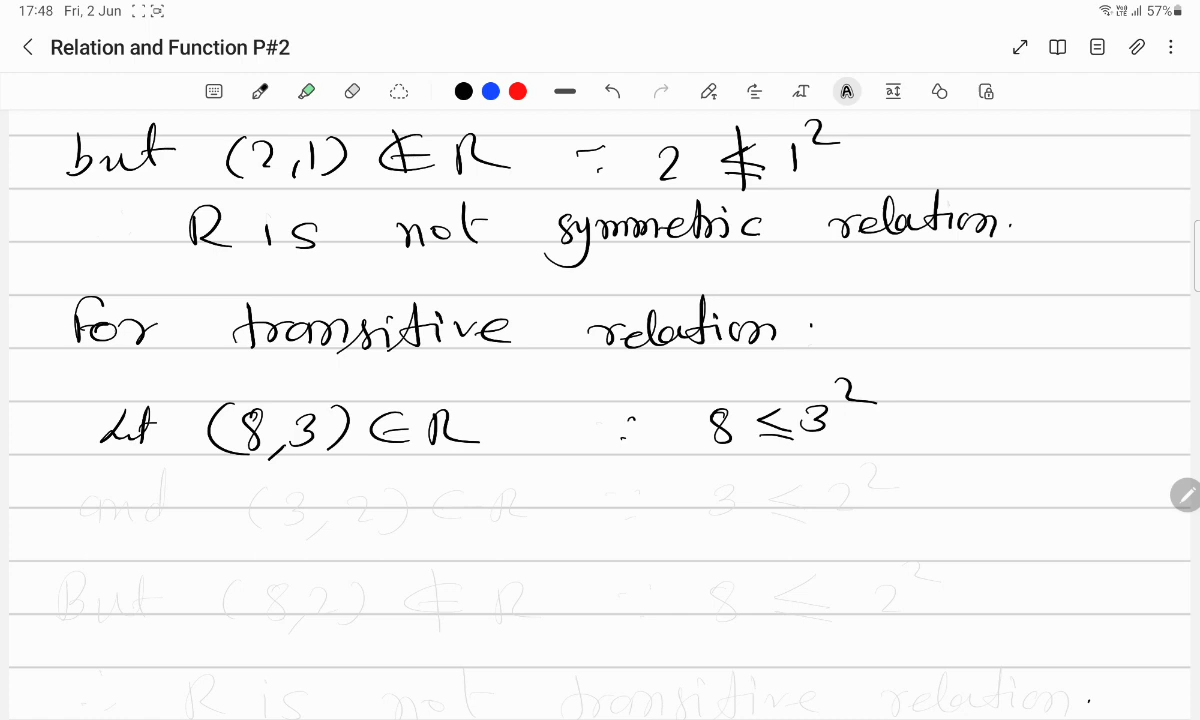 17:48 Fri, 2 Jun 57%
Relation and Function P#2
but (2,1) ∉ R ∵ 2 ≰ 1²
R is not symmetric relation.
For transitive relation.
Let (8,3) ∈ R ∵ 8 ≤ 3²
and (3,2) ∈ R ∵ 3 ≤ 2²
But (8,2) ∉ R ∵ 8 ≤ 2²
∴ R is not transitive relation.